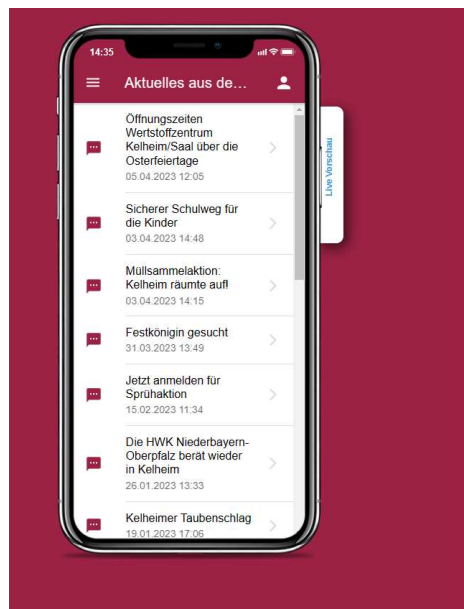 14:35
Aktuelles aus de...
Öffnungszeiten
Wertstoffzentrum
Kelheim/Saal über die
Osterfeiertage
05.04.2023 12:05
Live Vorschau
Sicherer Schulweg für
die Kinder
03.04.2023 14:48
Müllsammelaktion:
Kelheim räumte auf!
03.04.2023 14:15
Festkönigin gesucht
31.03.2023 13:49
Jetzt anmelden für
Sprühaktion
15.02.2023 11:34
Die HWK Niederbayern-
Oberpfalz berät wieder
in Kelheim
26.01.2023 13:33
Kelheimer Taubenschlag
19.01.2023 17:06